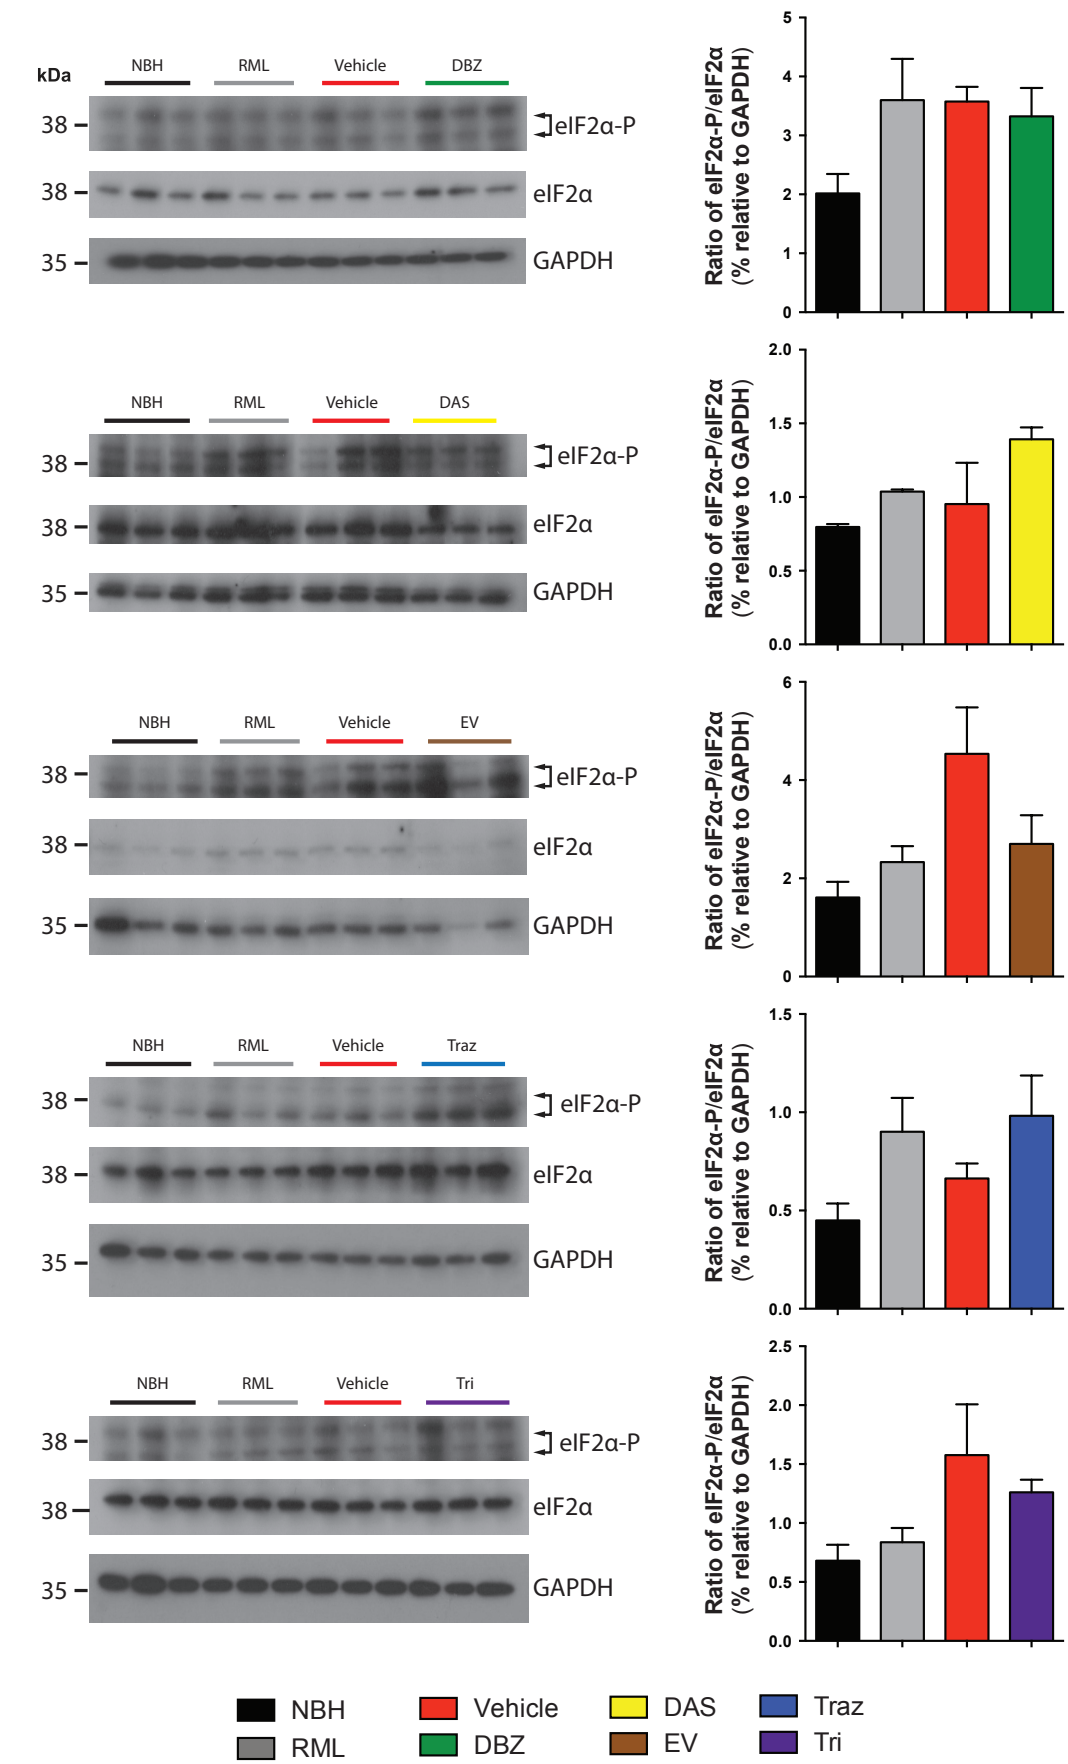 kDa
NBH RML Vehicle DBZ
38 eIF2α-P
38 eIF2α
35 GAPDH
Ratio of eIF2α-P/eIF2α
(% relative to GAPDH)
5
4
3
2
1
0
NBH RML Vehicle DAS
38 eIF2α-P
38 eIF2α
35 GAPDH
Ratio of eIF2α-P/eIF2α
(% relative to GAPDH)
2.0
1.5
1.0
0.5
0.0
NBH RML Vehicle EV
38 eIF2α-P
38 eIF2α
35 GAPDH
Ratio of eIF2α-P/eIF2α
(% relative to GAPDH)
6
4
2
0
NBH RML Vehicle Traz
38 eIF2α-P
38 eIF2α
35 GAPDH
Ratio of eIF2α-P/eIF2α
(% relative to GAPDH)
1.5
1.0
0.5
0.0
NBH RML Vehicle Tri
38 eIF2α-P
38 eIF2α
35 GAPDH
Ratio of eIF2α-P/eIF2α
(% relative to GAPDH)
2.5
2.0
1.5
1.0
0.5
0.0
NBH Vehicle DAS Traz
RML DBZ EV Tri